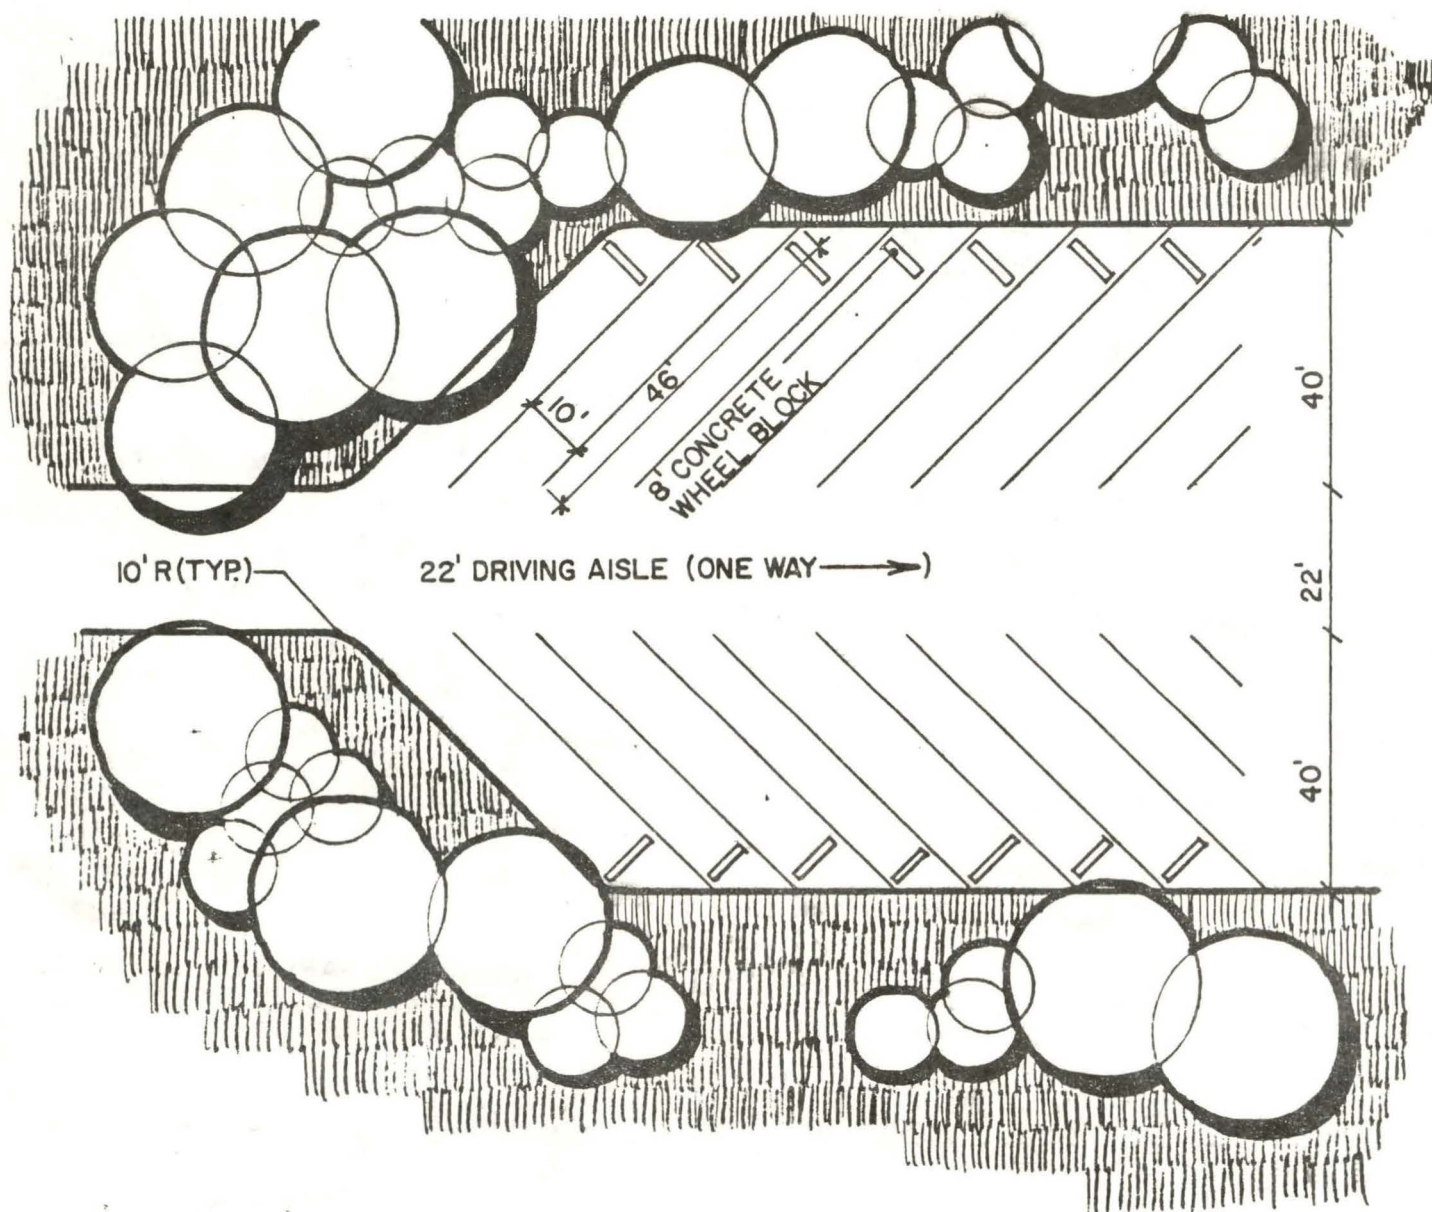 46'
10'
8' CONCRETE
WHEEL BLOCK
40'
10' R (TYP.)
22' DRIVING AISLE (ONE WAY → )
22'
40'